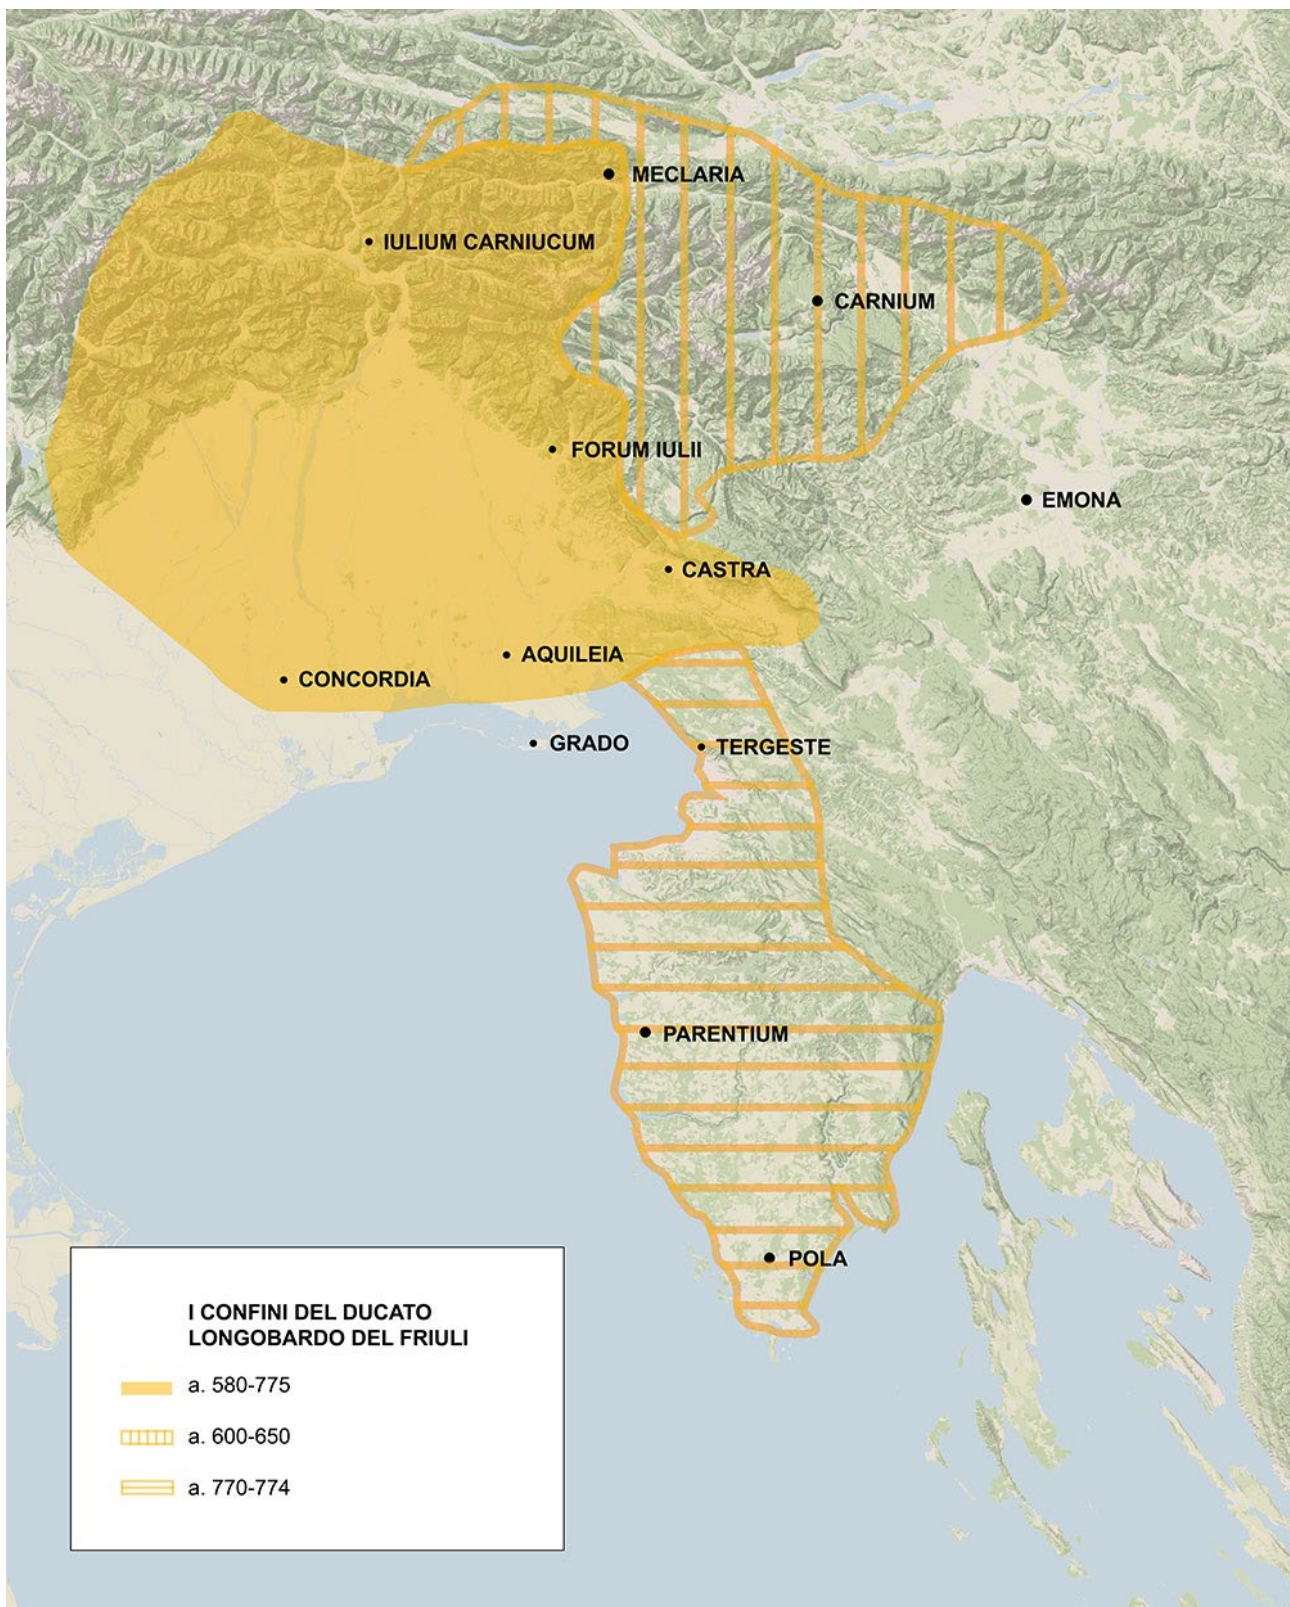 MECLARIA
IULIUM CARNIUCUM
CARNIUM
FORUM IULII
EMONA
CASTRA
AQUILEIA
CONCORDIA
GRADO
TERGESTE
PARENTIUM
POLA
I CONFINI DEL DUCATO
LONGOBARDO DEL FRIULI
a. 580-775
a. 600-650
a. 770-774